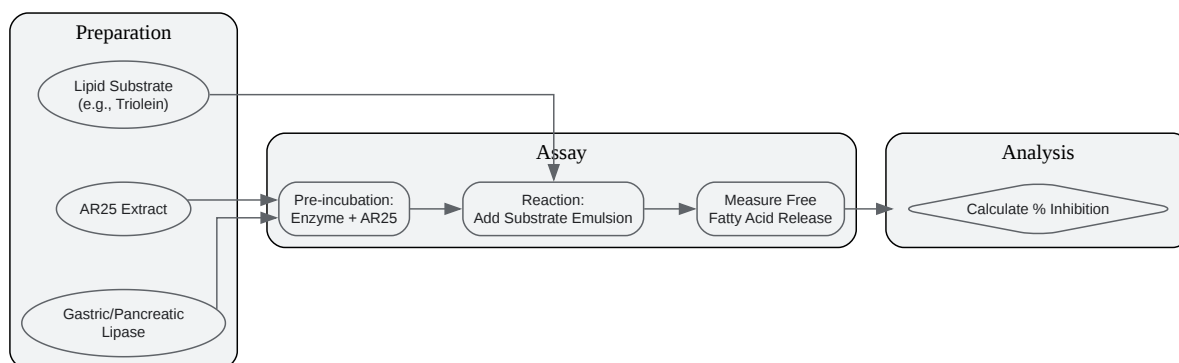 Preparation
Lipid Substrate
(e.g., Triolein)
AR25 Extract
Gastric/Pancreatic
Lipase
Assay
Pre-incubation:
Enzyme + AR25
Reaction:
Add Substrate Emulsion
Measure Free
Fatty Acid Release
Analysis
Calculate % Inhibition